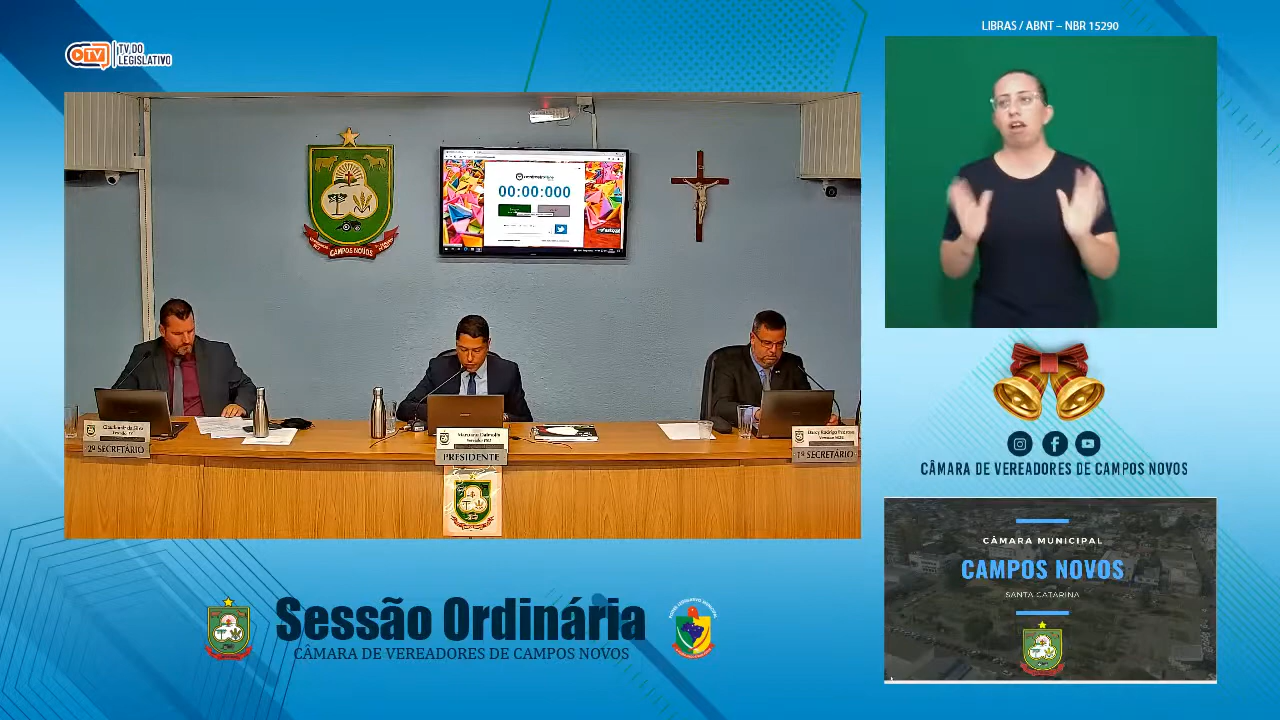 TV
TV DO
LEGISLATIVO
LIBRAS / ABNT – NBR 15290
00:00:000
CAMPOS NOVOS
2º SECRETÁRIO
PRESIDENTE
1º SECRETÁRIO
CÂMARA DE VEREADORES DE CAMPOS NOVOS
CÂMARA MUNICIPAL
CAMPOS NOVOS
SANTA CATARINA
Sessão Ordinária
CÂMARA DE VEREADORES DE CAMPOS NOVOS